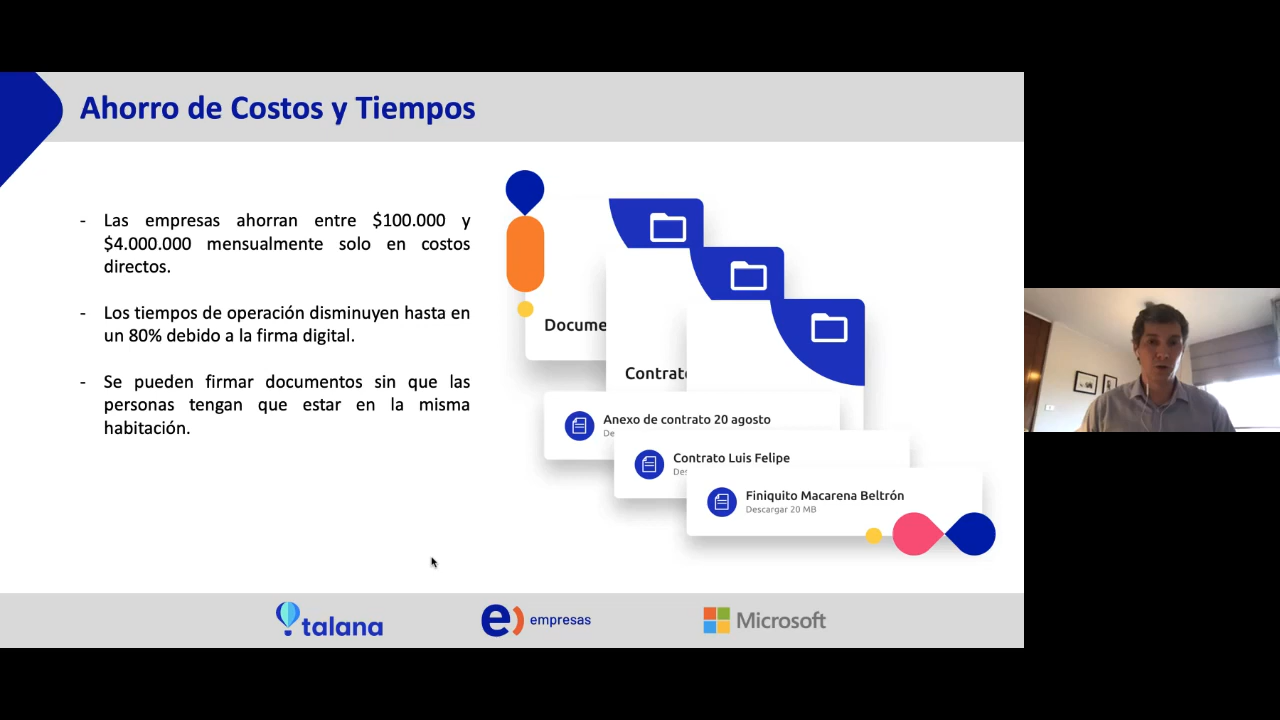 Ahorro de Costos y Tiempos
- Las empresas ahorran entre $100.000 y
$4.000.000 mensualmente solo en costos
directos.
- Los tiempos de operación disminuyen hasta en
un 80% debido a la firma digital.
- Se pueden firmar documentos sin que las
personas tengan que estar en la misma
habitación.
Docume
Contrato
Anexo de contrato 20 agosto
De
Contrato Luis Felipe
Des
Finiquito Macarena Beltrón
Descargar 20 MB
talana
e) empresas
Microsoft